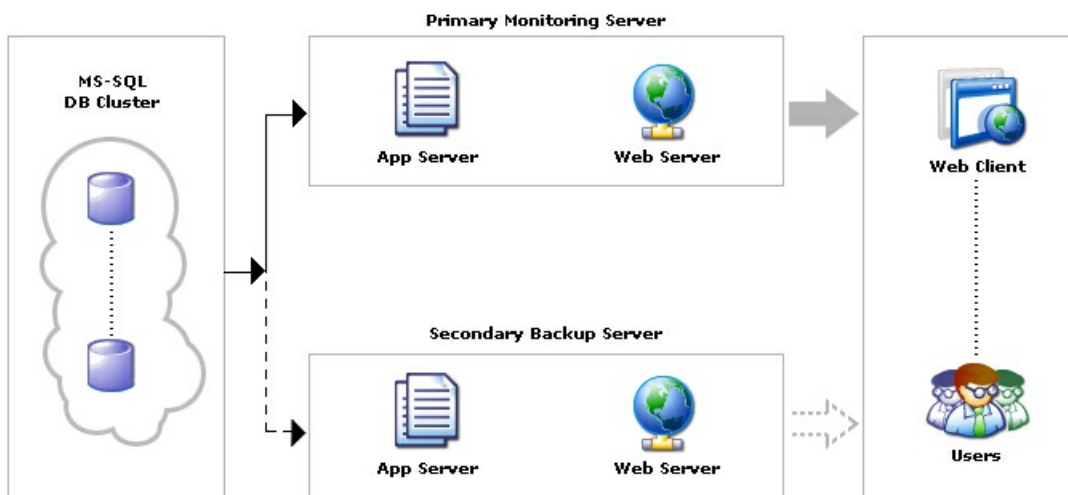 Primary Monitoring Server
MS-SQL
DB Cluster
App Server
Web Server
Web Client
Secondary Backup Server
App Server
Web Server
Users